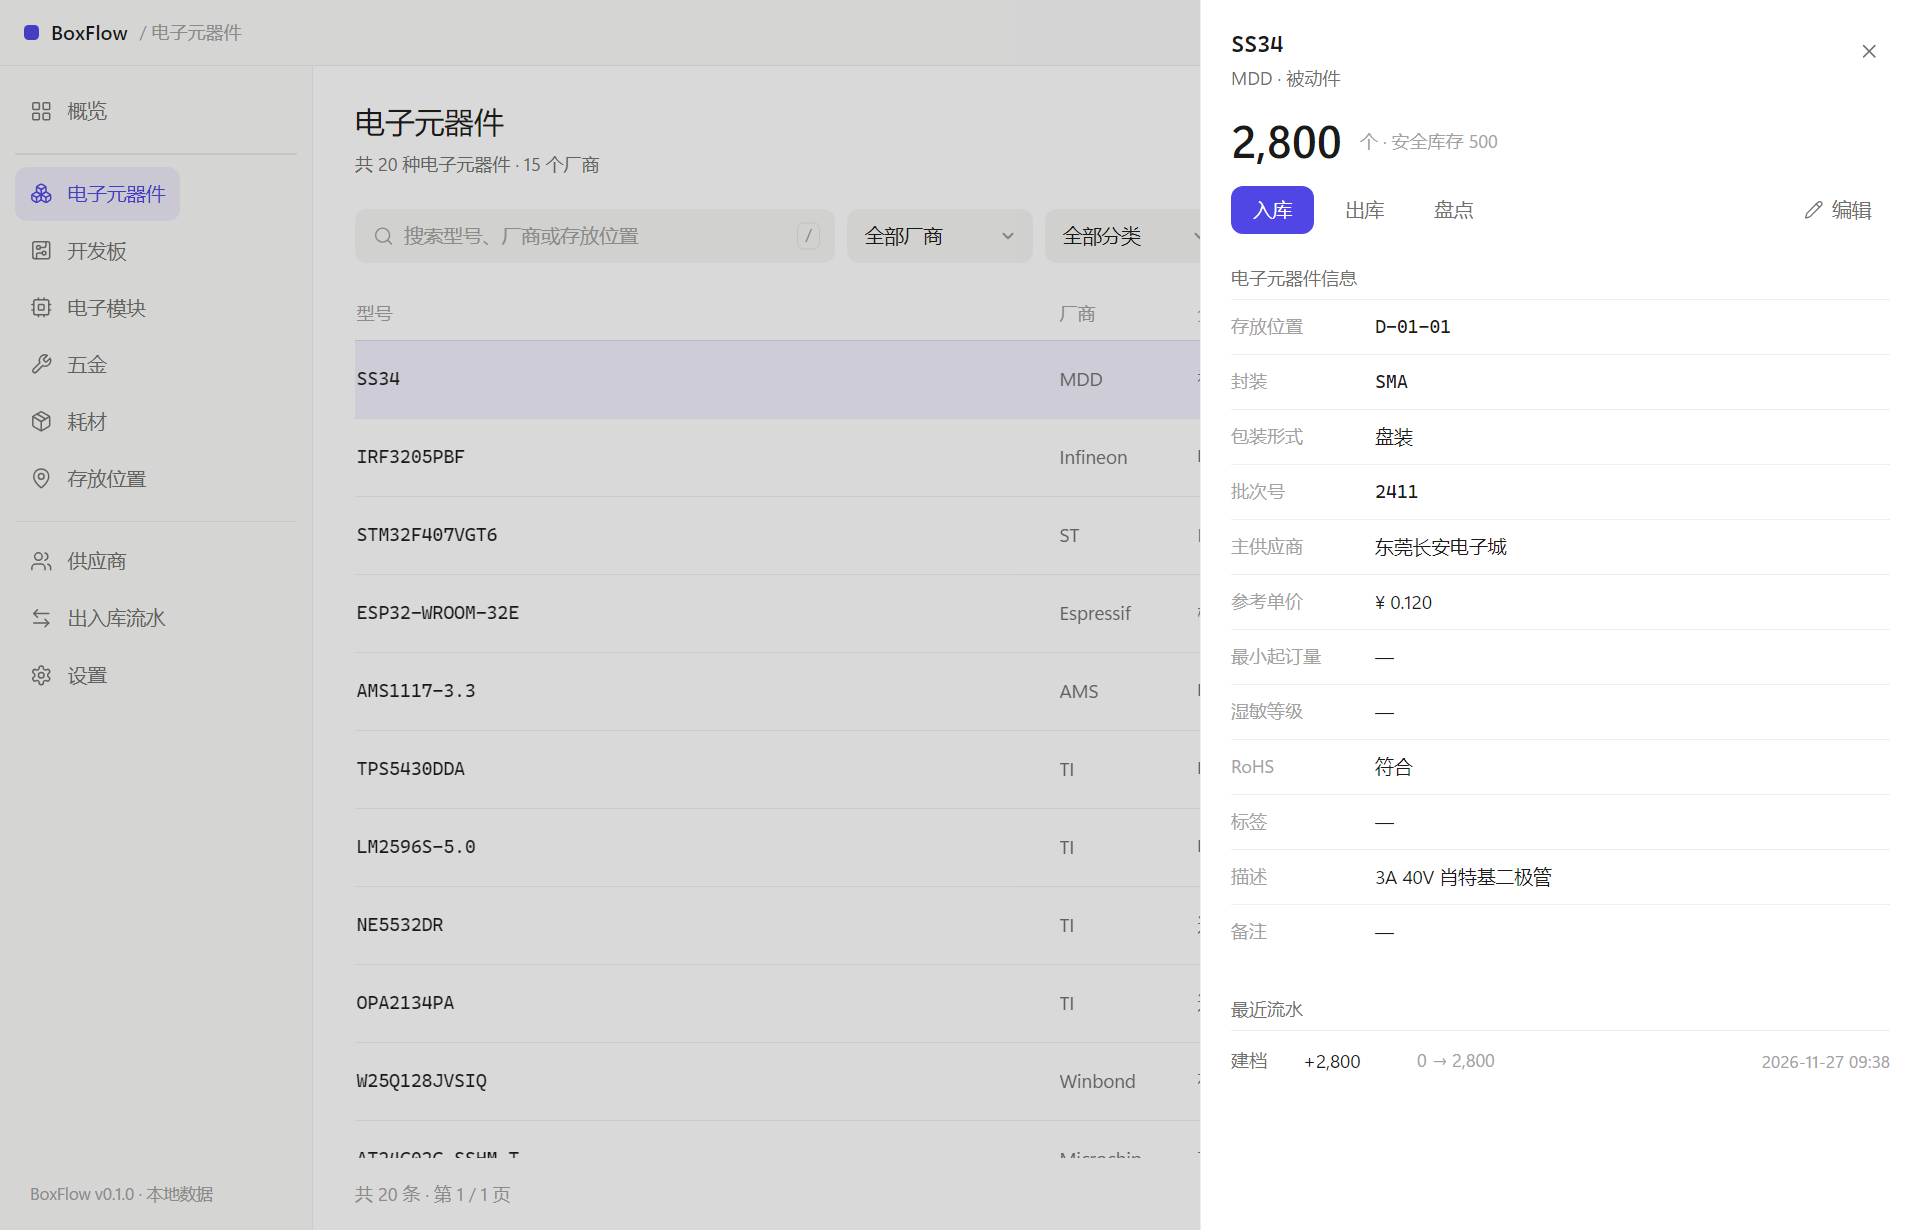 BoxFlow / 电子元器件
概览
电子元器件
开发板
电子模块
五金
耗材
存放位置
供应商
出入库流水
设置
BoxFlow v0.1.0 · 本地数据
电子元器件
共 20 种电子元器件 · 15 个厂商
搜索型号、厂商或存放位置 /
全部厂商
全部分类
型号 厂商
SS34 MDD
IRF3205PBF Infineon
STM32F407VGT6 ST
ESP32-WROOM-32E Espressif
AMS1117-3.3 AMS
TPS5430DDA TI
LM2596S-5.0 TI
NE5532DR TI
OPA2134PA TI
W25Q128JVSIQ Winbond
共 20 条 · 第 1 / 1 页
SS34
MDD · 被动件
2,800 个 · 安全库存 500
入库 出库 盘点 编辑
电子元器件信息
存放位置 D-01-01
封装 SMA
包装形式 盘装
批次号 2411
主供应商 东莞长安电子城
参考单价 ¥ 0.120
最小起订量 —
湿敏等级 —
RoHS 符合
标签 —
描述 3A 40V 肖特基二极管
备注 —
最近流水
建档 +2,800 0 → 2,800 2026-11-27 09:38